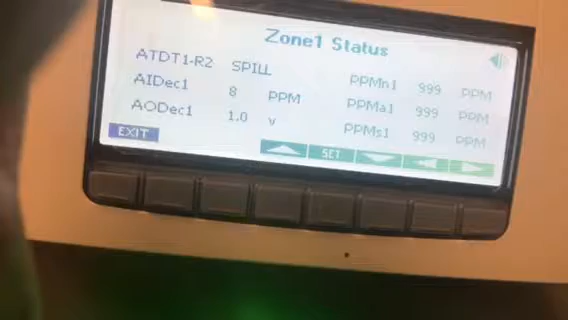 Zone1 Status
ATDT1-R2 SPILL PPMn1 999 PPM
AIDec1 8 PPM PPMa1 999 PPM
AODec1 1.0 v PPMs1 999 PPM
EXIT SET